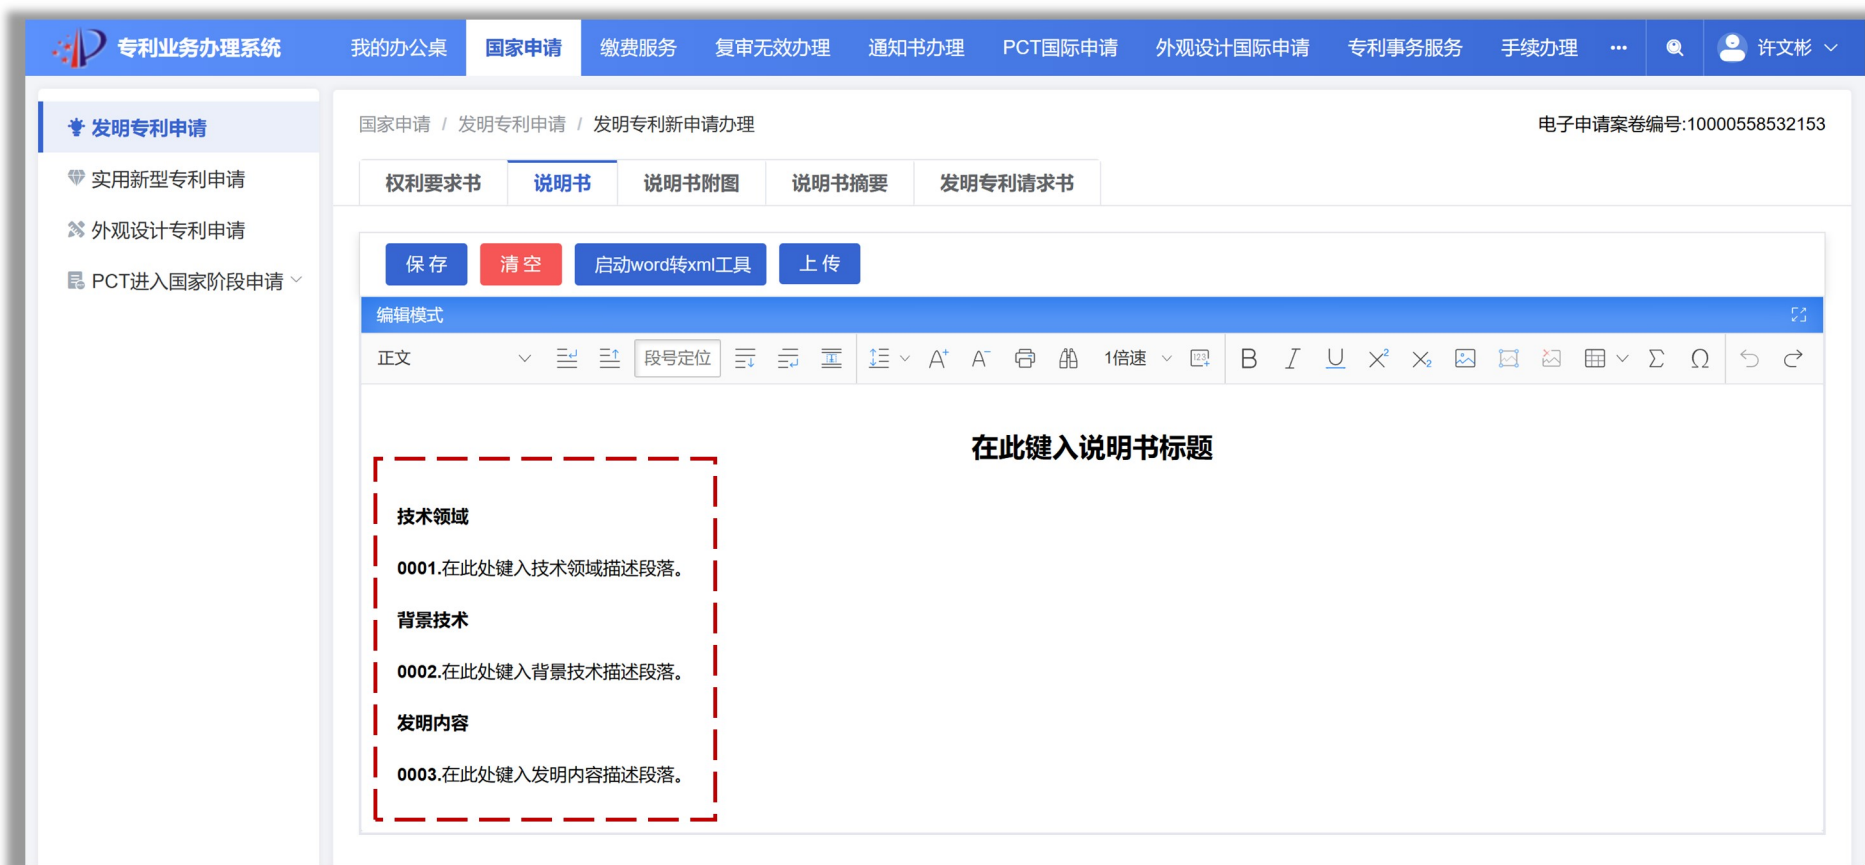 专利业务办理系统 我的办公桌 国家申请 缴费服务 复审无效办理 通知书办理 PCT国际申请 外观设计国际申请 专利事务服务 手续办理 ··· 许文彬
发明专利申请
实用新型专利申请
外观设计专利申请
PCT进入国家阶段申请
国家申请 / 发明专利申请 / 发明专利新申请办理 电子申请案卷编号:10000558532153
权利要求书 说明书 说明书附图 说明书摘要 发明专利请求书
保存 清空 启动word转xml工具 上传
编辑模式
正文 段号定位 A+ A- 1倍速 123 B I U X² X₂ Σ Ω
在此键入说明书标题
技术领域
0001.在此处键入技术领域描述段落。
背景技术
0002.在此处键入背景技术描述段落。
发明内容
0003.在此处键入发明内容描述段落。